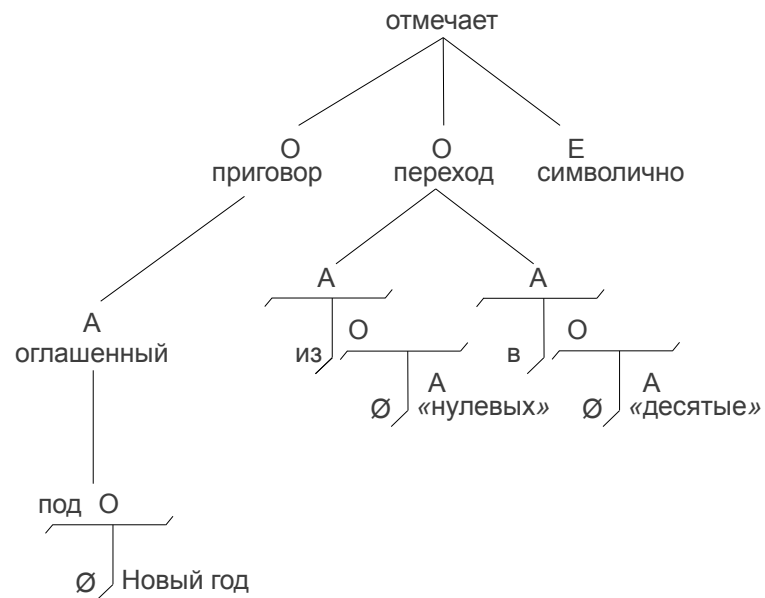 отмечает
О О Е
приговор переход символично
А А
А
оглашенный
О О
из в
А А
Ø «нулевых» Ø «десятые»
под О
Ø Новый год